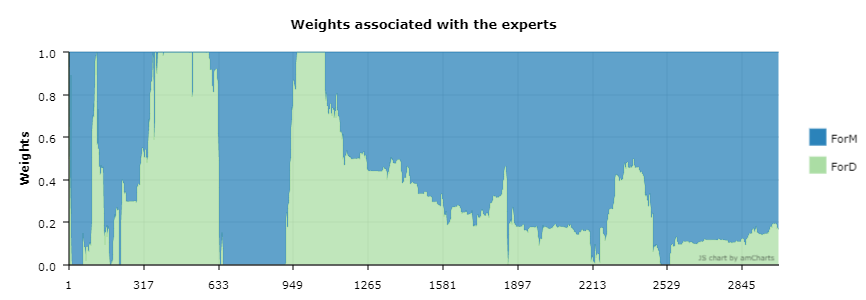 Weights associated with the experts
1.0
0.8
0.6
0.4
0.2
0.0
Weights
1 317 633 949 1265 1581 1897 2213 2529 2845
ForM
ForD
JS chart by amCharts